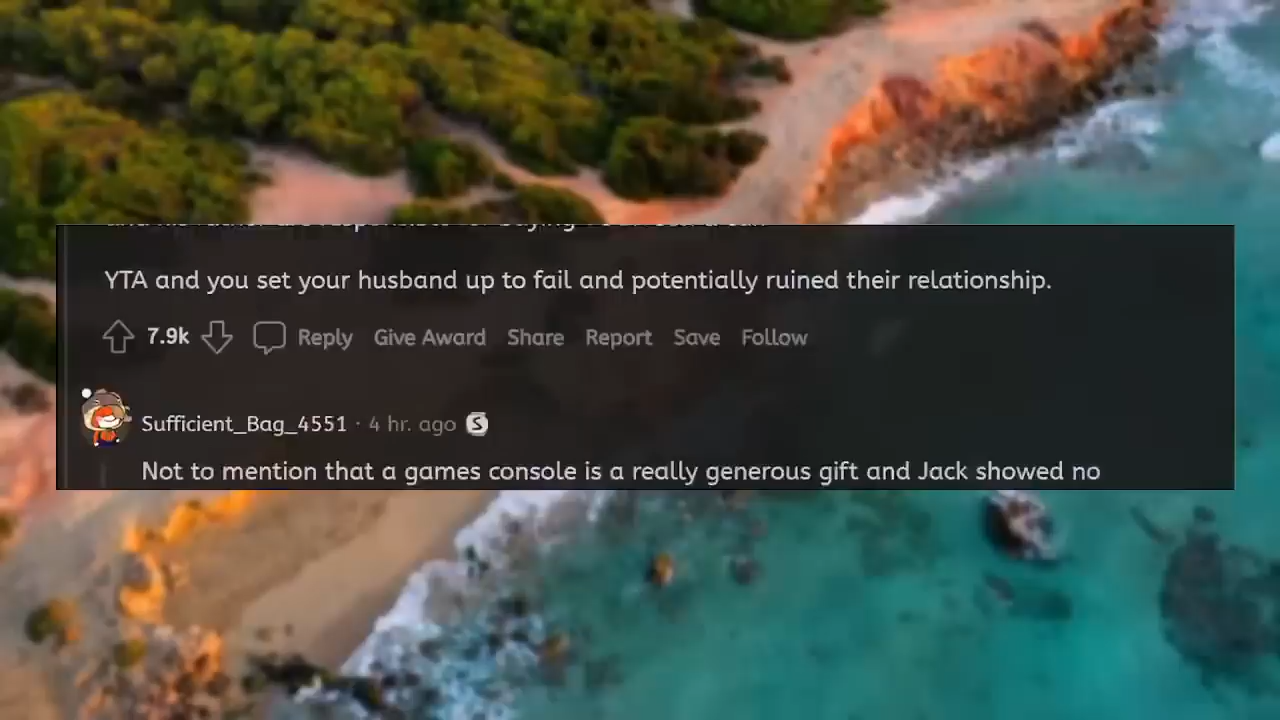 YTA and you set your husband up to fail and potentially ruined their relationship.
7.9k Reply Give Award Share Report Save Follow
Sufficient_Bag_4551 · 4 hr. ago S
Not to mention that a games console is a really generous gift and Jack showed no